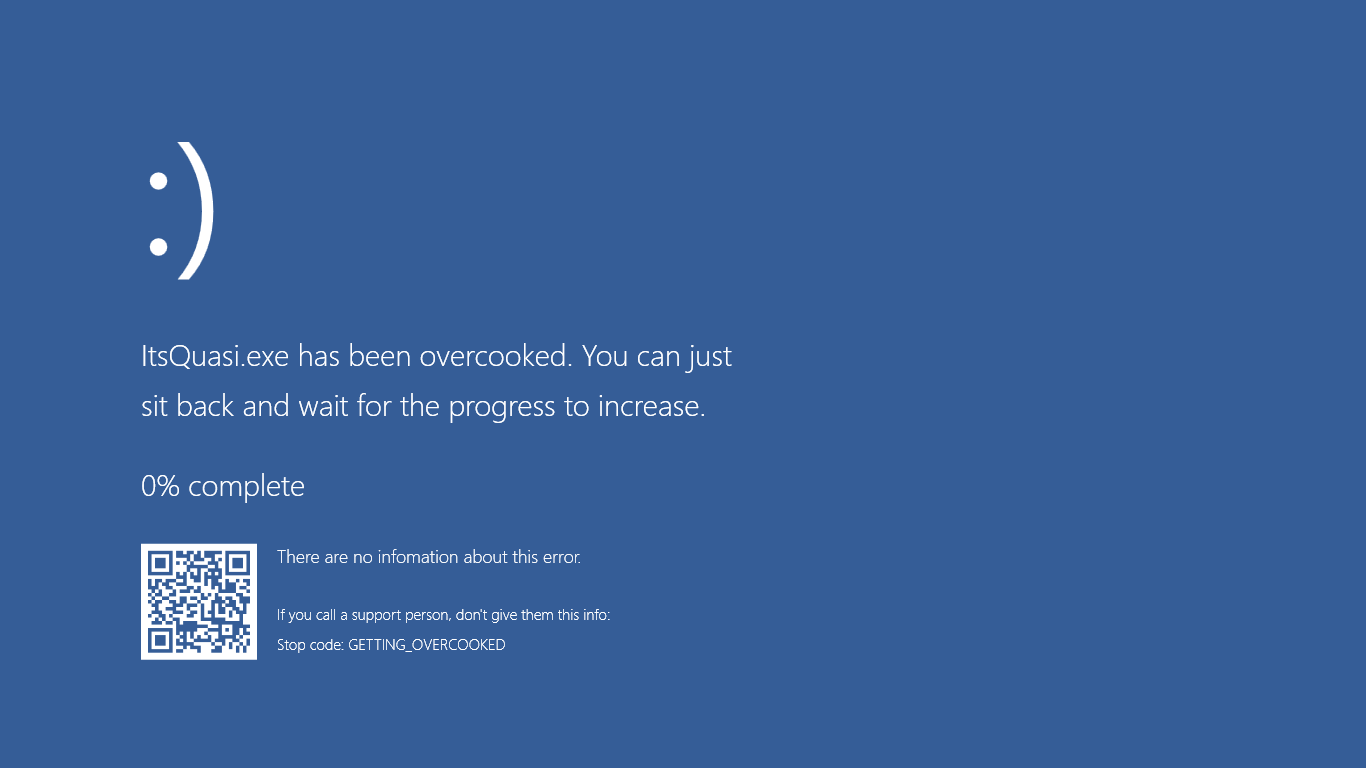 :)
ItsQuasi.exe has been overcooked. You can just
sit back and wait for the progress to increase.
0% complete
There are no infomation about this error.
If you call a support person, don't give them this info:
Stop code: GETTING_OVERCOOKED